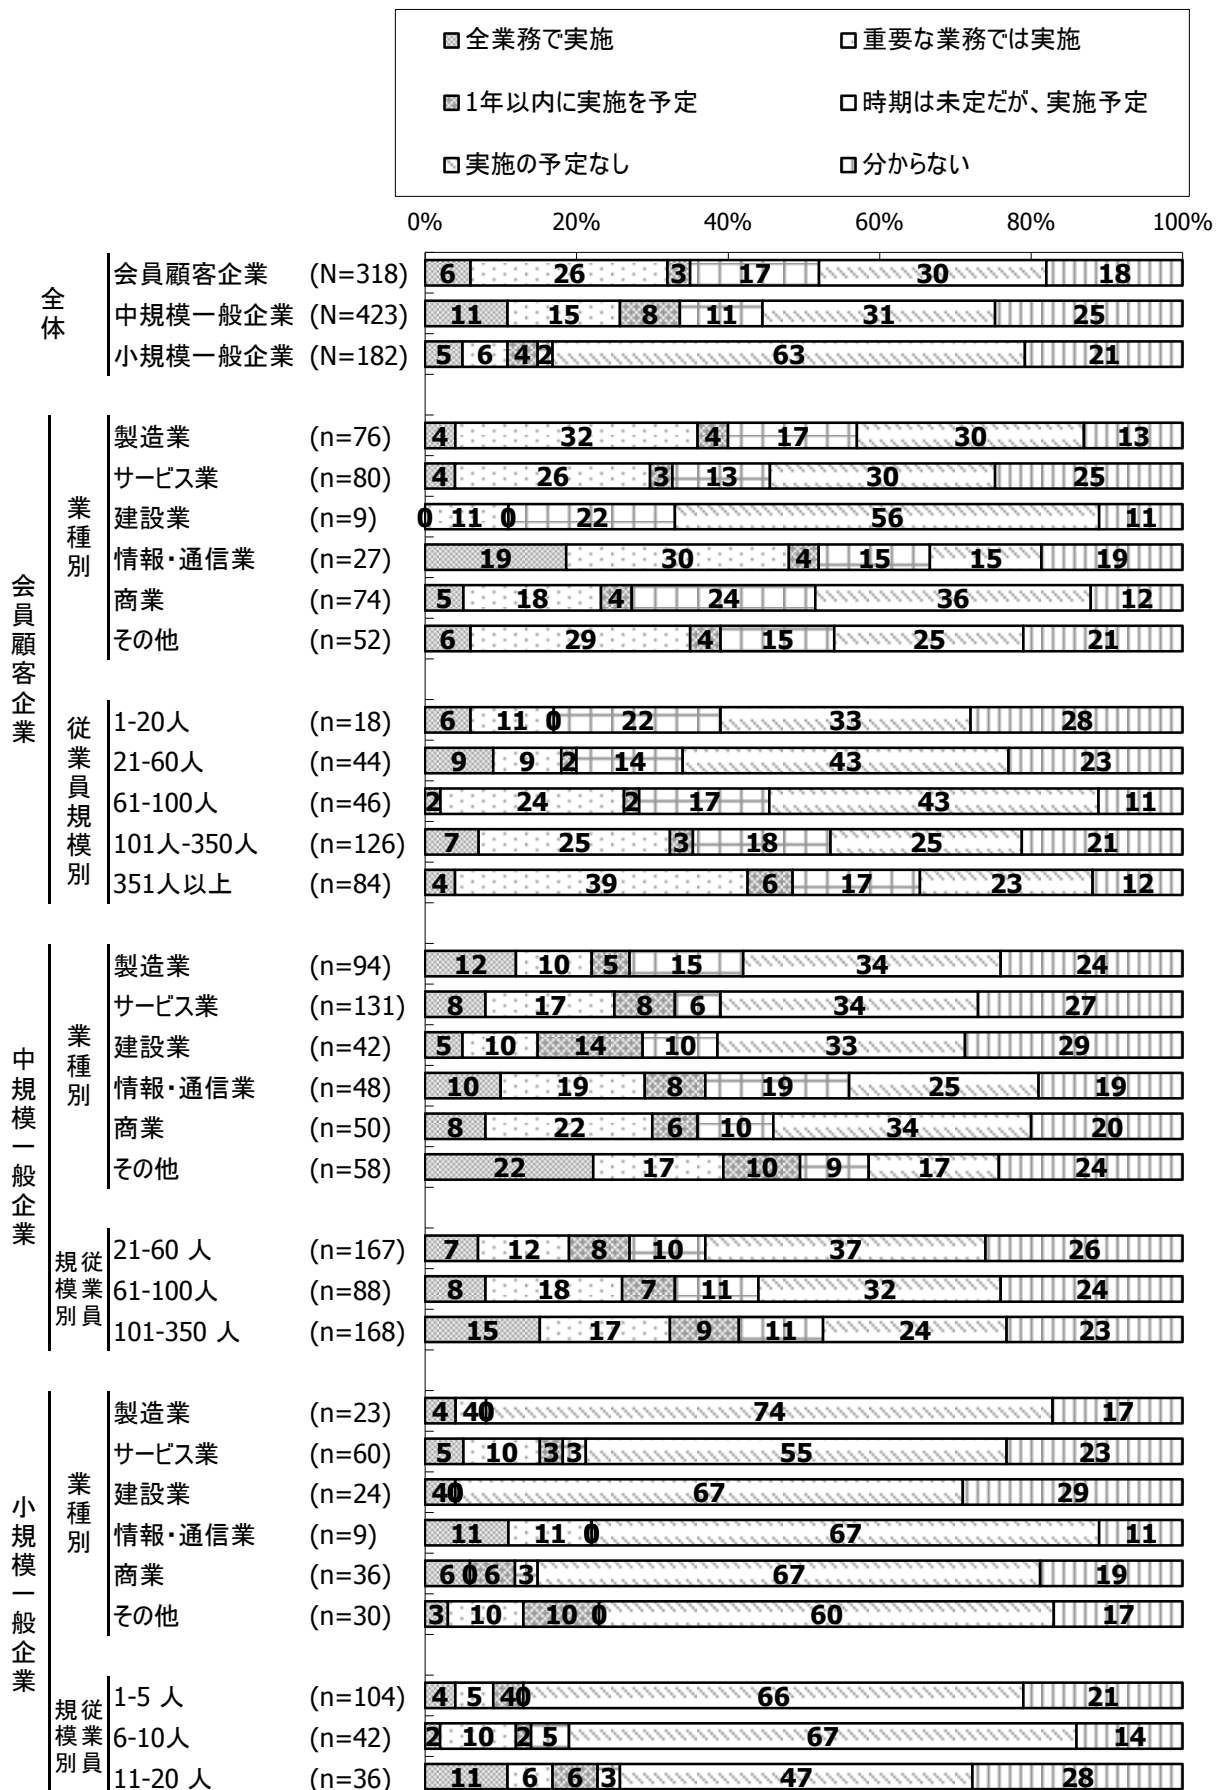 全業務で実施 重要な業務では実施
1年以内に実施を予定 時期は未定だが、実施予定
実施の予定なし 分からない
0% 20% 40% 60% 80% 100%
全体
会員顧客企業 (N=318) 6 26 3 17 30 18
中規模一般企業 (N=423) 11 15 8 11 31 25
小規模一般企業 (N=182) 5 6 4 2 63 21
会員顧客企業
業種別
製造業 (n=76) 4 32 4 17 30 13
サービス業 (n=80) 4 26 3 13 30 25
建設業 (n=9) 0 11 0 22 56 11
情報・通信業 (n=27) 19 30 4 15 15 19
商業 (n=74) 5 18 4 24 36 12
その他 (n=52) 6 29 4 15 25 21
従業員規模別
1-20人 (n=18) 6 11 0 22 33 28
21-60人 (n=44) 9 9 2 14 43 23
61-100人 (n=46) 2 24 2 17 43 11
101人-350人 (n=126) 7 25 3 18 25 21
351人以上 (n=84) 4 39 6 17 23 12
中規模一般企業
業種別
製造業 (n=94) 12 10 5 15 34 24
サービス業 (n=131) 8 17 8 6 34 27
建設業 (n=42) 5 10 14 10 33 29
情報・通信業 (n=48) 10 19 8 19 25 19
商業 (n=50) 8 22 6 10 34 20
その他 (n=58) 22 17 10 9 17 24
従業員規模別
21-60 人 (n=167) 7 12 8 10 37 26
61-100人 (n=88) 8 18 7 11 32 24
101-350 人 (n=168) 15 17 9 11 24 23
小規模一般企業
業種別
製造業 (n=23) 4 4 0 74 17
サービス業 (n=60) 5 10 3 3 55 23
建設業 (n=24) 4 0 67 29
情報・通信業 (n=9) 11 11 0 67 11
商業 (n=36) 6 0 6 3 67 19
その他 (n=30) 3 10 10 0 60 17
従業員規模別
1-5 人 (n=104) 4 5 4 0 66 21
6-10人 (n=42) 2 10 2 5 67 14
11-20 人 (n=36) 11 6 6 3 47 28